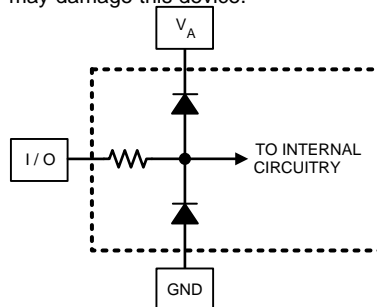 may damage this device.
V_A
I / O
TO INTERNAL
CIRCUITRY
GND